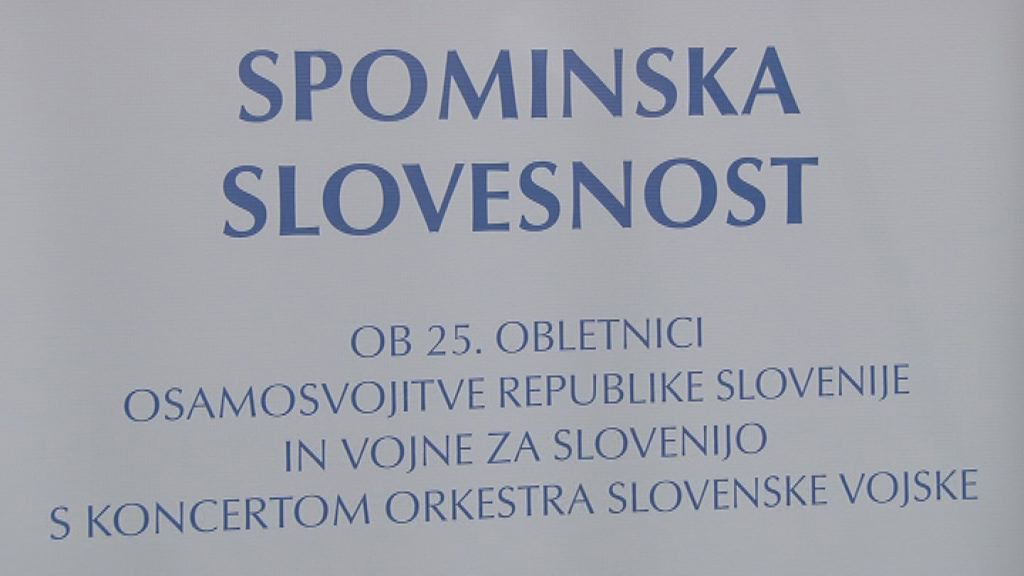 SPOMINSKA
SLOVESNOST
OB 25. OBLETNICI
OSAMOSVOJITVE REPUBLIKE SLOVENIJE
IN VOJNE ZA SLOVENIJO
S KONCERTOM ORKESTRA SLOVENSKE VOJSKE